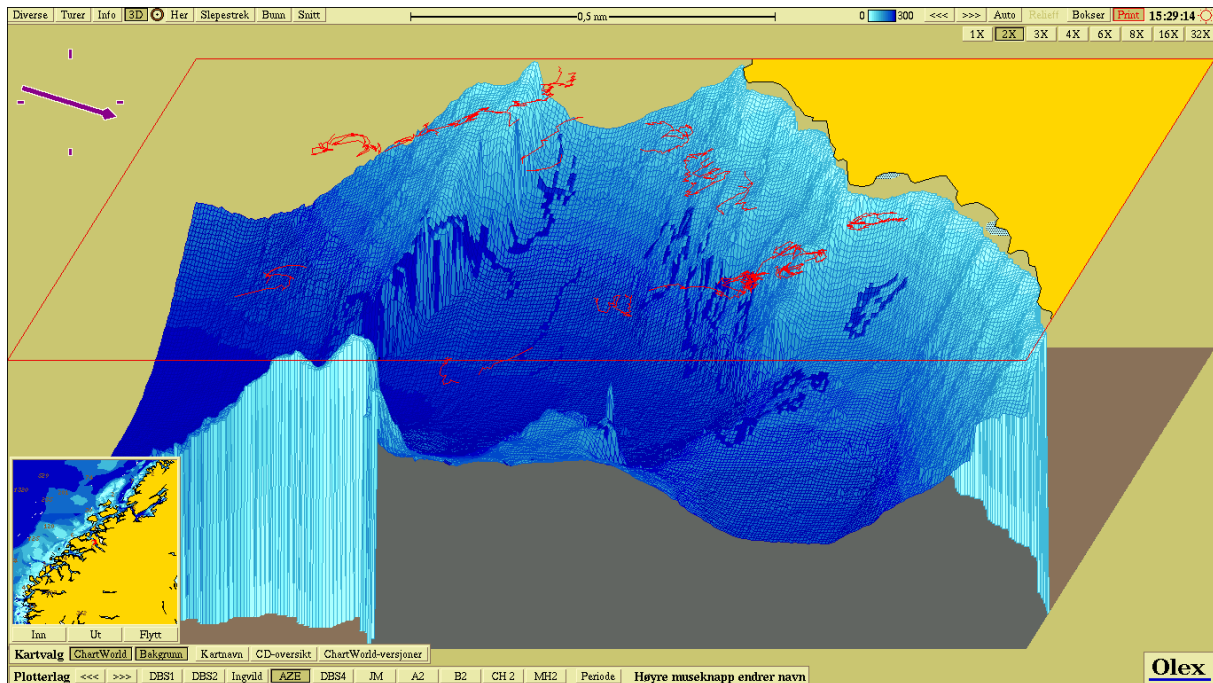 Diverse Turer Info 3D Her Slepestrek Bunn Snitt 0,5 nm 0 300 <<< >>> Auto Relieff Bokser Print 15:29:14
1X 2X 3X 4X 6X 8X 16X 32X
Inn Ut Flytt
Kartvalg ChartWorld Bakgrunn Kartnavn CD-oversikt ChartWorld-versjoner
Plotterlag <<< >>> DBS1 DBS2 Ingvild AZE DBS4 JM A2 B2 CH 2 MH2 Periode Høyre museknapp endrer navn
Olex